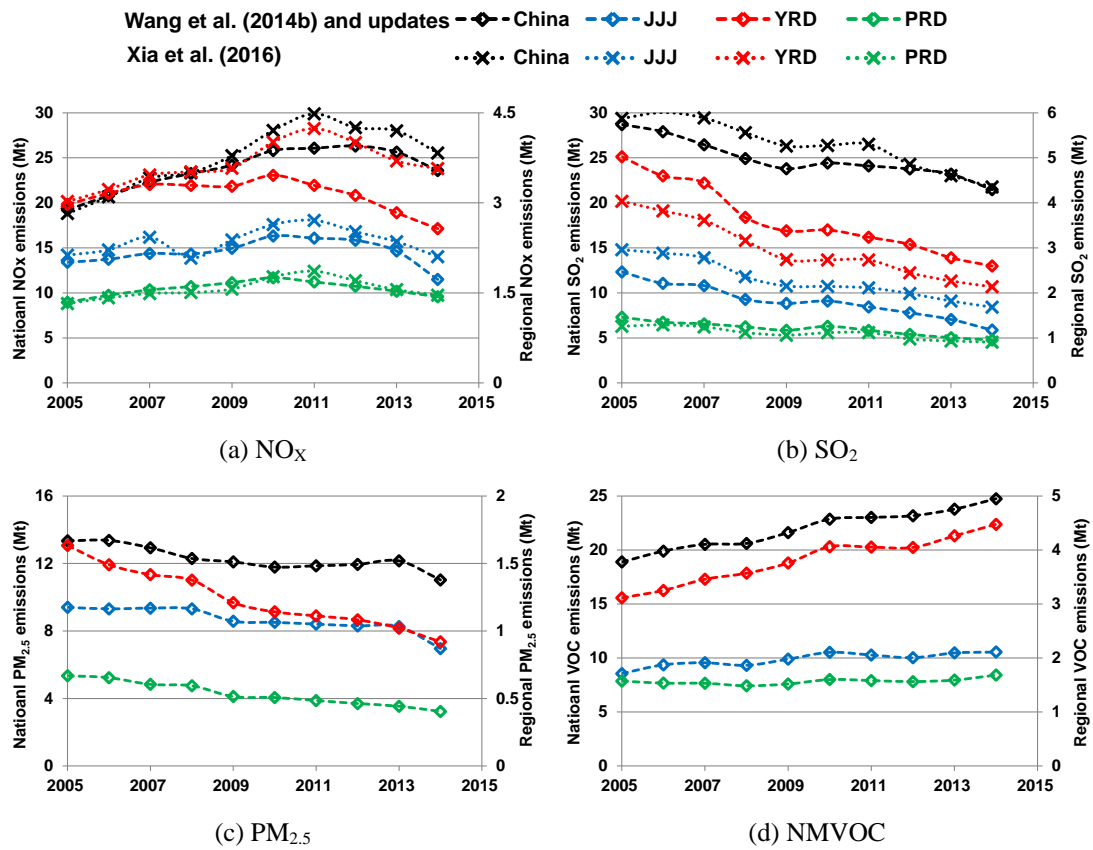 Wang et al. (2014b) and updates China JJJ YRD PRD
Xia et al. (2016) China JJJ YRD PRD
Natioanl NOx emissions (Mt)
30
25
20
15
10
5
0
4.5
3
1.5
0
Regional NOx emissions (Mt)
2005 2007 2009 2011 2013 2015
(a) NOX
Natioanl SO2 emissions (Mt)
30
25
20
15
10
5
0
6
5
4
3
2
1
0
Regional SO2 emissions (Mt)
2005 2007 2009 2011 2013 2015
(b) SO2
Natioanl PM2.5 emissions (Mt)
16
12
8
4
0
2
1.5
1
0.5
0
Regional PM2.5 emissions (Mt)
2005 2007 2009 2011 2013 2015
(c) PM2.5
Natioanl VOC emissions (Mt)
25
20
15
10
5
0
5
4
3
2
1
0
Regional VOC emissions (Mt)
2005 2007 2009 2011 2013 2015
(d) NMVOC